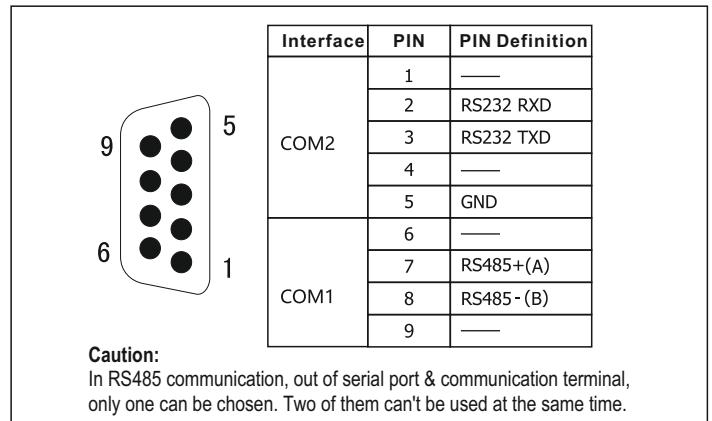 Interface PIN PIN Definition
COM2
1 ——
2 RS232 RXD
3 RS232 TXD
4 ——
5 GND
COM1
6 ——
7 RS485+(A)
8 RS485-(B)
9 ——
5
9
6
1
Caution:
In RS485 communication, out of serial port & communication terminal,
only one can be chosen. Two of them can't be used at the same time.